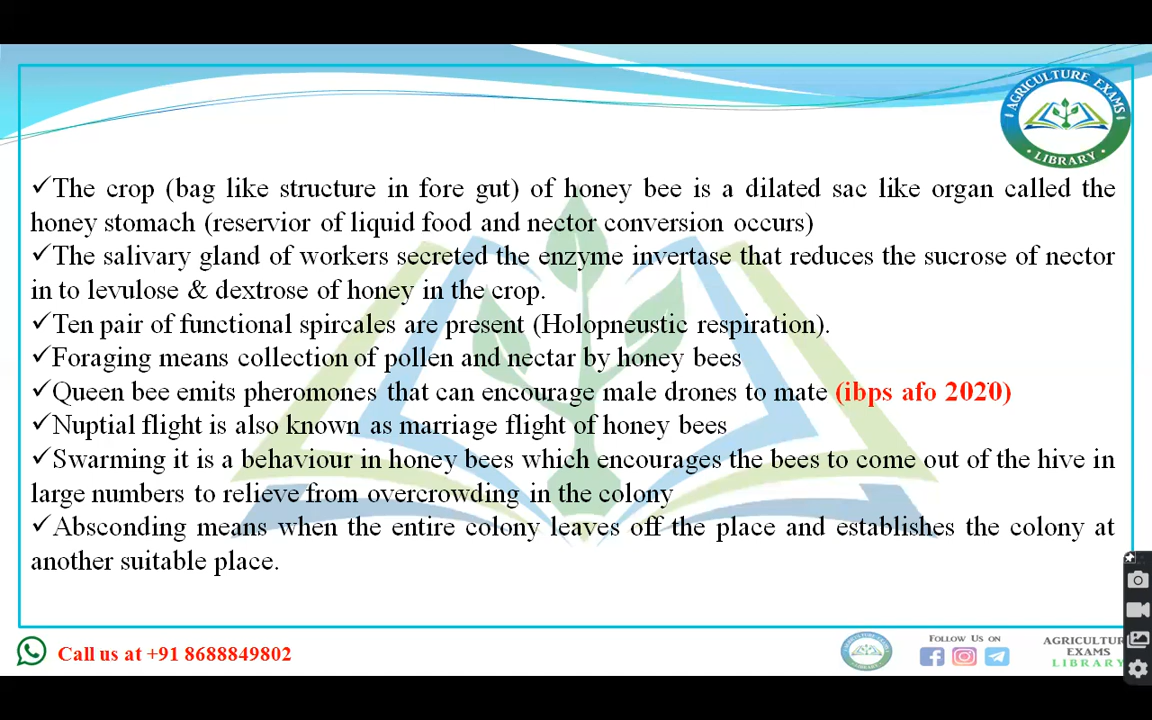 AGRICULTURE EXAMS
LIBRARY
✓The crop (bag like structure in fore gut) of honey bee is a dilated sac like organ called the
honey stomach (reservior of liquid food and nector conversion occurs)
✓The salivary gland of workers secreted the enzyme invertase that reduces the sucrose of nector
in to levulose & dextrose of honey in the crop.
✓Ten pair of functional spircales are present (Holopneustic respiration).
✓Foraging means collection of pollen and nectar by honey bees
✓Queen bee emits pheromones that can encourage male drones to mate (ibps afo 2020)
✓Nuptial flight is also known as marriage flight of honey bees
✓Swarming it is a behaviour in honey bees which encourages the bees to come out of the hive in
large numbers to relieve from overcrowding in the colony
✓Absconding means when the entire colony leaves off the place and establishes the colony at
another suitable place.
Call us at +91 8688849802
FOLLOW US ON
AGRICULTUR
EXAMS
LIBRARY